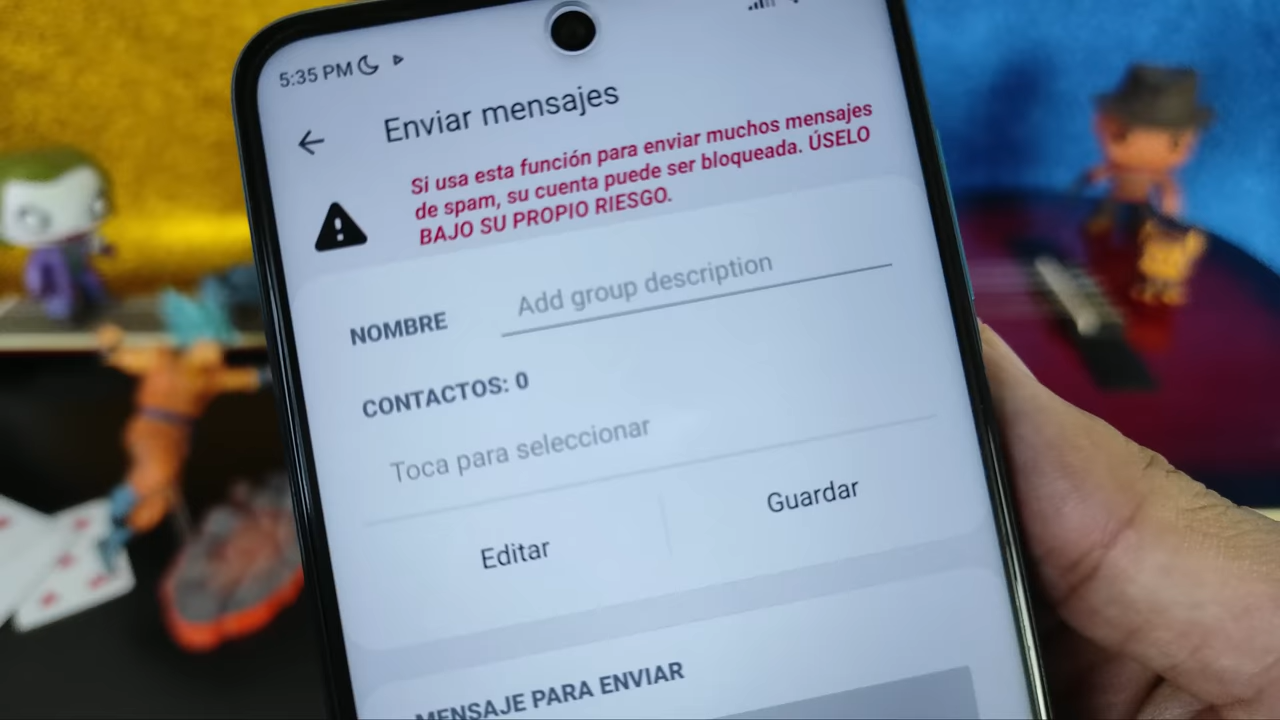 5:35 PM
Enviar mensajes
Si usa esta función para enviar muchos mensajes
de spam, su cuenta puede ser bloqueada. ÚSELO
BAJO SU PROPIO RIESGO.
NOMBRE Add group description
CONTACTOS: 0
Toca para seleccionar
Editar Guardar
MENSAJE PARA ENVIAR